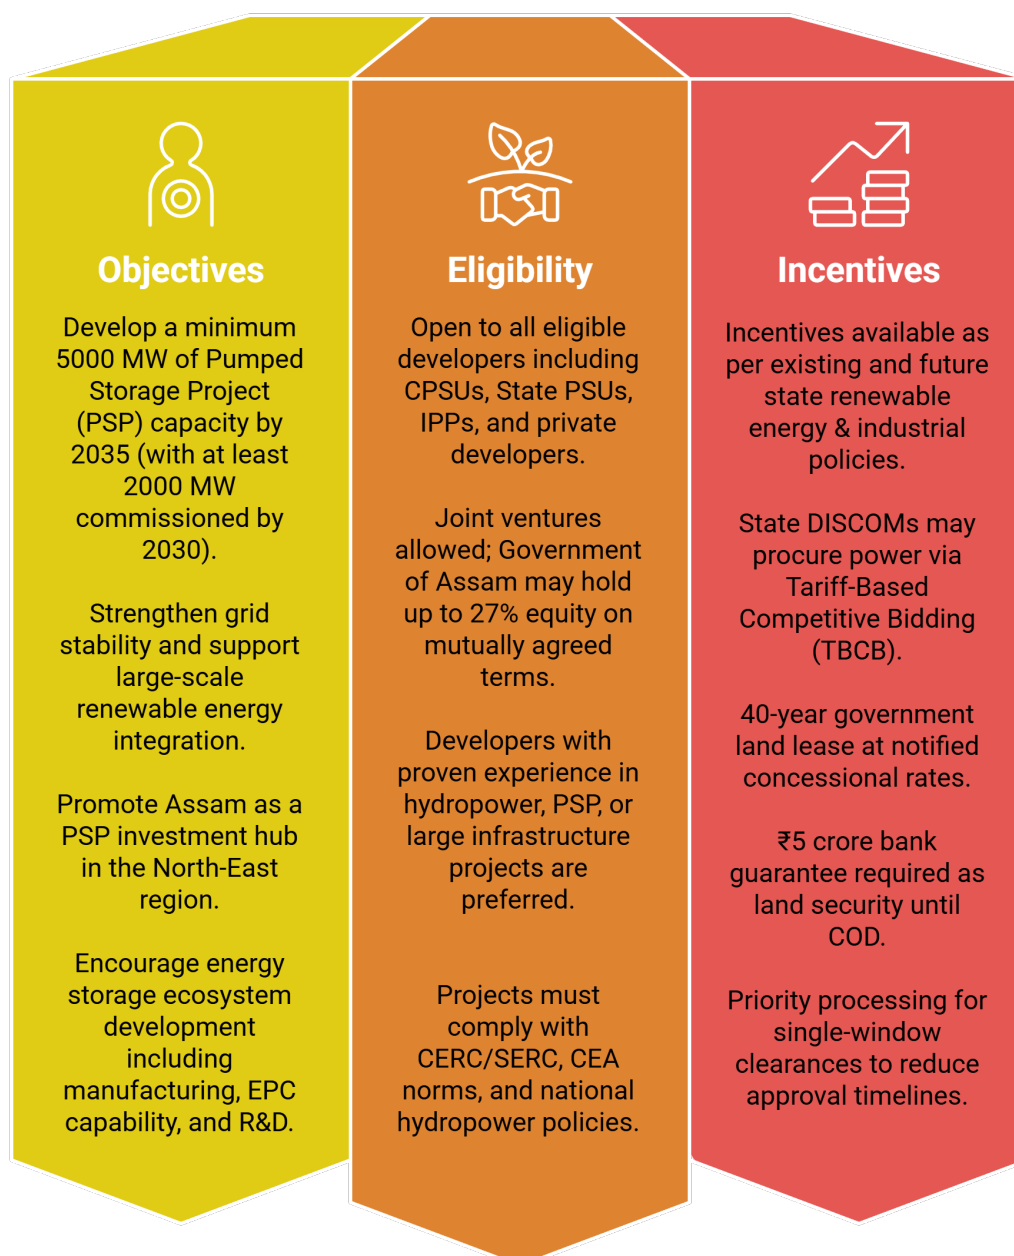 Objectives
Develop a minimum
5000 MW of Pumped
Storage Project
(PSP) capacity by
2035 (with at least
2000 MW
commissioned by
2030).
Strengthen grid
stability and support
large-scale
renewable energy
integration.
Promote Assam as a
PSP investment hub
in the North-East
region.
Encourage energy
storage ecosystem
development
including
manufacturing, EPC
capability, and R&D.
Eligibility
Open to all eligible
developers including
CPSUs, State PSUs,
IPPs, and private
developers.
Joint ventures
allowed; Government
of Assam may hold
up to 27% equity on
mutually agreed
terms.
Developers with
proven experience in
hydropower, PSP, or
large infrastructure
projects are
preferred.
Projects must
comply with
CERC/SERC, CEA
norms, and national
hydropower policies.
Incentives
Incentives available as
per existing and future
state renewable
energy & industrial
policies.
State DISCOMs may
procure power via
Tariff-Based
Competitive Bidding
(TBCB).
40-year government
land lease at notified
concessional rates.
₹5 crore bank
guarantee required as
land security until
COD.
Priority processing for
single-window
clearances to reduce
approval timelines.